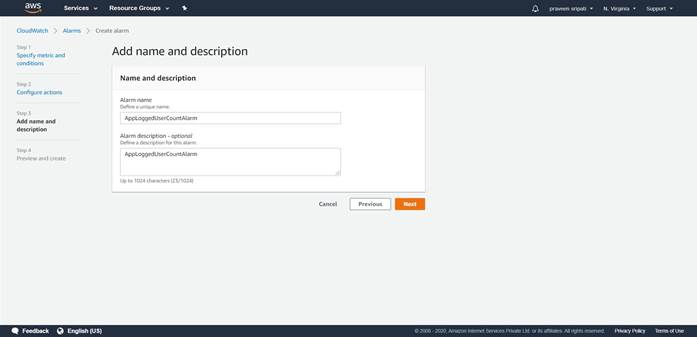 aws Services Resource Groups praveen sripati N. Virginia Support
CloudWatch Alarms Create alarm
Step 1
Specify metric and
conditions
Step 2
Configure actions
Step 3
Add name and
description
Step 4
Preview and create
Add name and description
Name and description
Alarm name
Define a unique name.
AppLoggedUserCountAlarm
Alarm description - optional
Define a description for this alarm.
AppLoggedUserCountAlarm
Up to 1024 characters (23/1024)
Cancel Previous Next
Feedback English (US) © 2008 - 2020, Amazon Internet Services Private Ltd. or its affiliates. All rights reserved. Privacy Policy Terms of Use